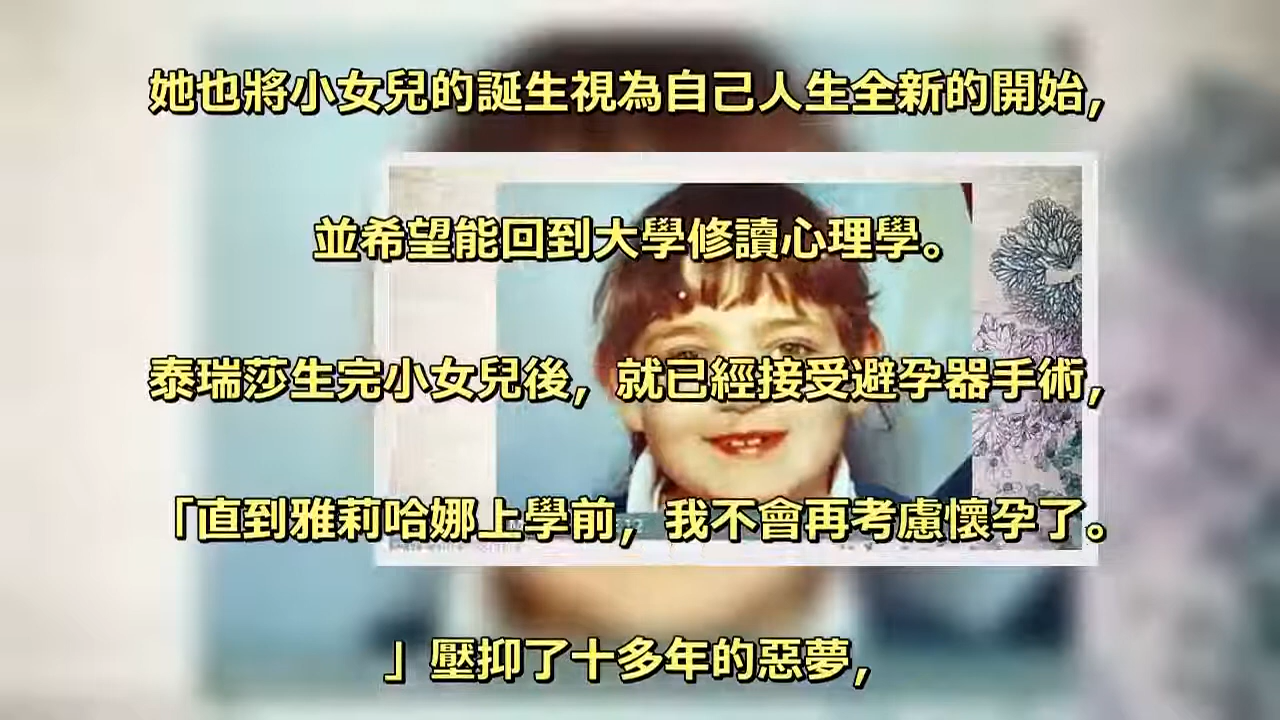 她也將小女兒的誕生視為自己人生全新的開始，
並希望能回到大學修讀心理學。
泰瑞莎生完小女兒後，就已經接受避孕器手術，
「直到雅莉哈娜上學前，我不會再考慮懷孕了。
」壓抑了十多年的惡夢，